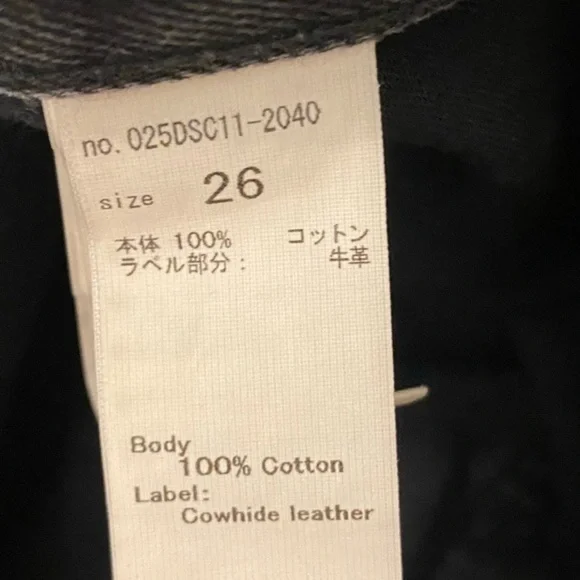 no. 025DSC11-2040
size 26
本体 100% コットン
ラベル部分: 牛革
Body
100% Cotton
Label:
Cowhide leather